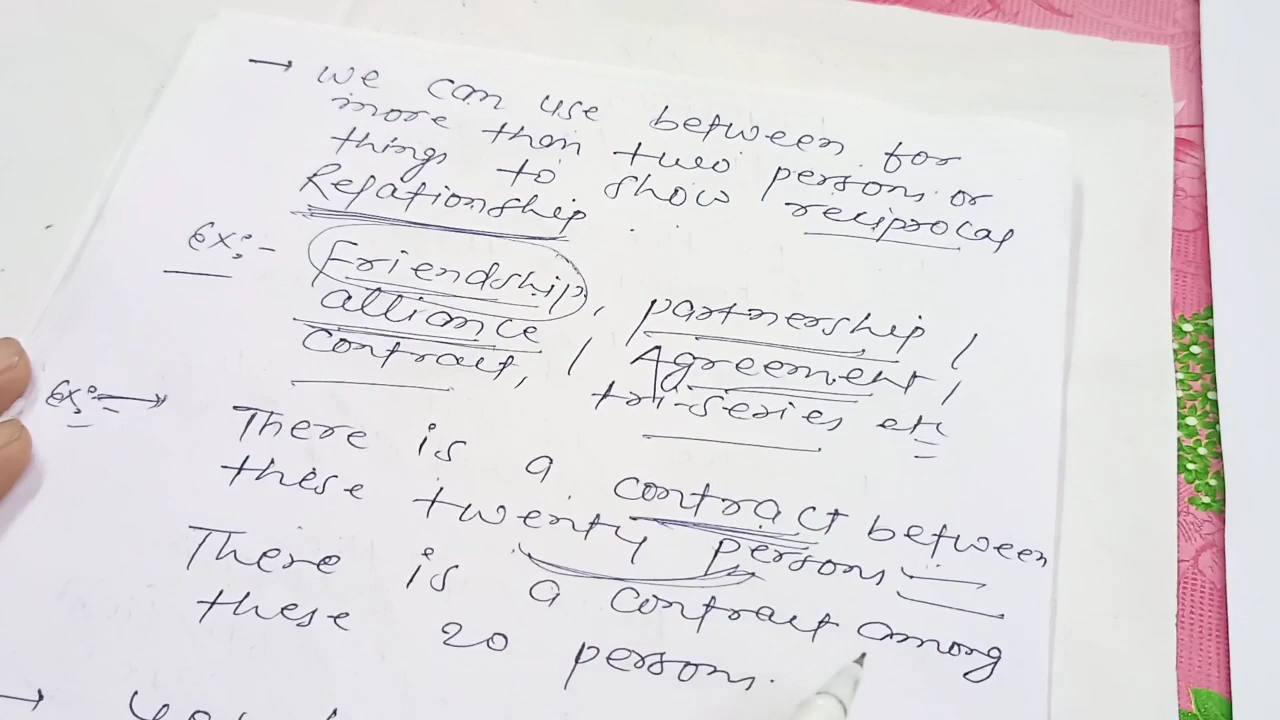 → we can use between for
more than two persons or
things to show reciprocal
Relationship
Ex:- Friendship, partnership,
alliance, Agreement,
contract, tri-series etc
Ex:- → There is a contract between
these twenty persons
There is a contract among
these 20 persons.
→